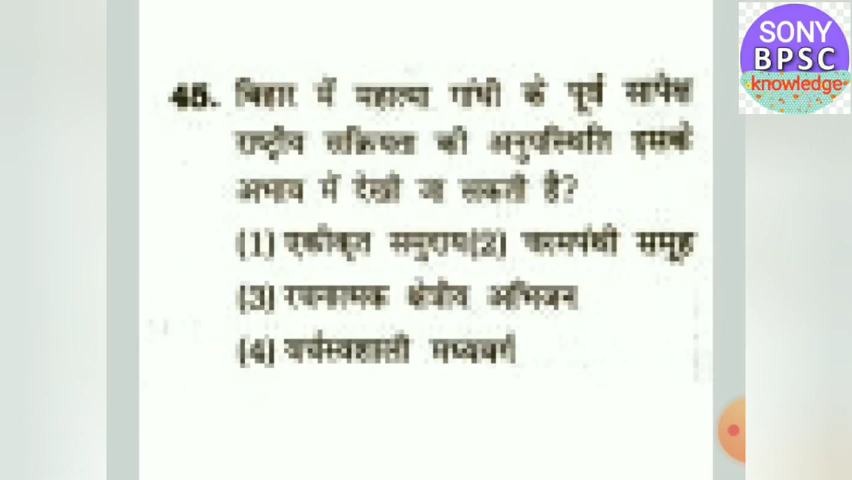 SONY
BPSC
knowledge
45. बिहार में महात्मा गांधी के पूर्व सापेक्ष
राष्ट्रीय सक्रियता की अनुपस्थिति इसके
अभाव में देखी जा सकती है?
(1) एकीकृत समुदाय (2) वामपंथी समूह
(3) रचनात्मक क्षेत्रीय अभिजन
(4) वर्चस्वशाली मध्यवर्ग